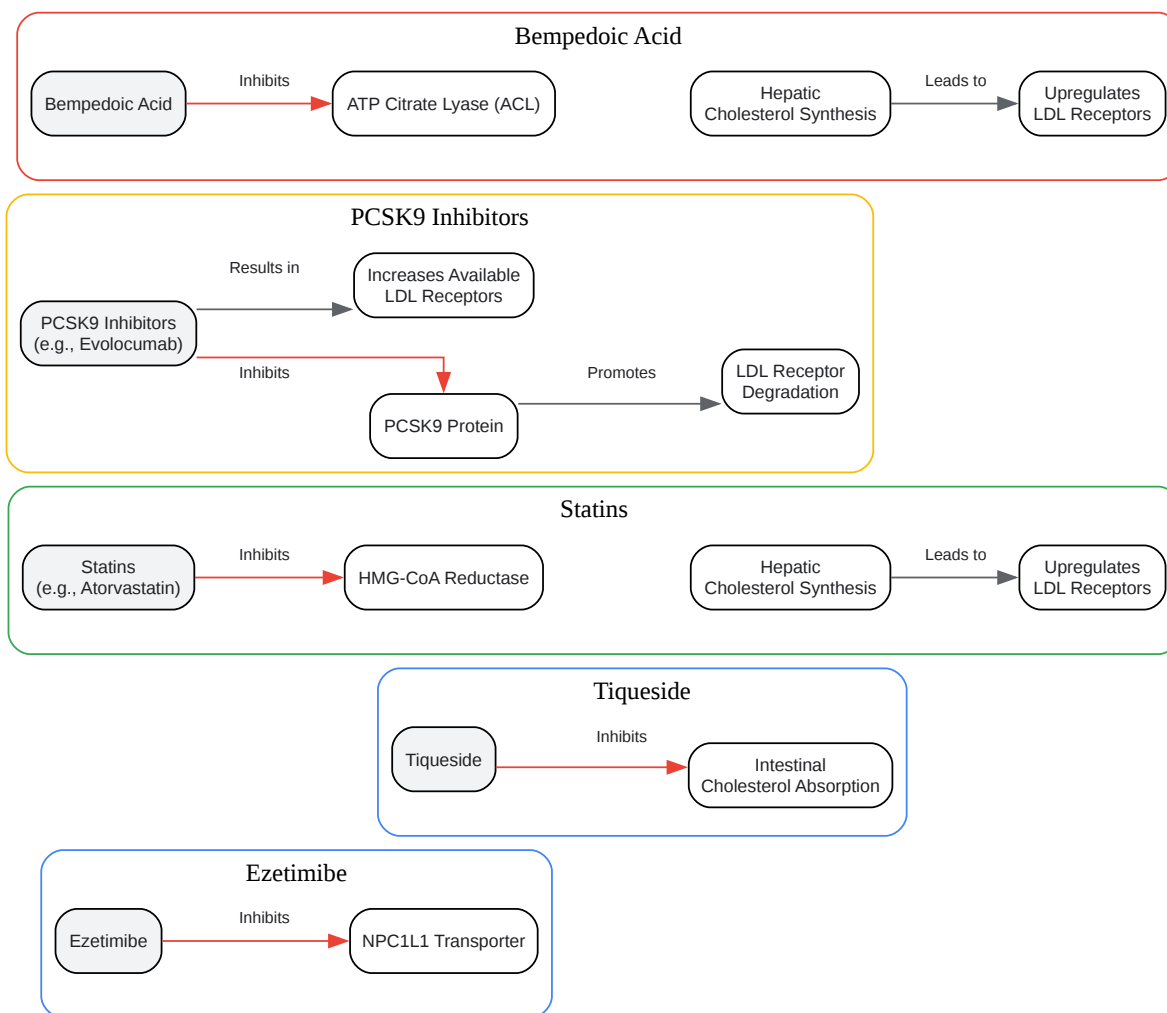 Bempedoic Acid
Bempedoic Acid
Inhibits
ATP Citrate Lyase (ACL)
Hepatic
Cholesterol Synthesis
Leads to
Upregulates
LDL Receptors
PCSK9 Inhibitors
PCSK9 Inhibitors
(e.g., Evolocumab)
Results in
Increases Available
LDL Receptors
Inhibits
PCSK9 Protein
Promotes
LDL Receptor
Degradation
Statins
Statins
(e.g., Atorvastatin)
Inhibits
HMG-CoA Reductase
Hepatic
Cholesterol Synthesis
Leads to
Upregulates
LDL Receptors
Tiqueside
Tiqueside
Inhibits
Intestinal
Cholesterol Absorption
Ezetimibe
Ezetimibe
Inhibits
NPC1L1 Transporter